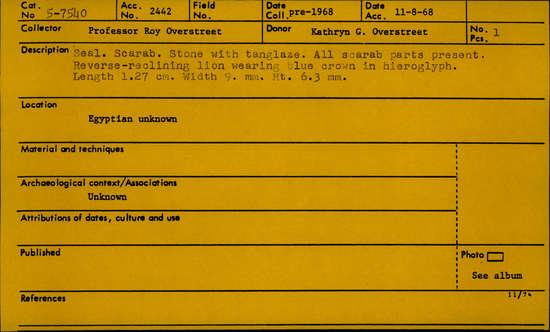 Cat. No 5-7540 Acc. No. 2442 Field No. Date Coll. pre-1968 Date Acc. 11-8-68
Collector Professor Roy Overstreet Donor Kathryn G. Overstreet No. Pcs. 1
Description Seal. Scarab. Stone with tanglaze. All scarab parts present.
Reverse-reclining lion wearing blue crown in hieroglyph.
Length 1.27 cm. Width 9. mm. Ht. 6.3 mm.
Location
Egyptian unknown
Material and techniques
Archaeological context/Associations
Unknown
Attributions of dates, culture and use
Published
Photo
See album
References
11/74